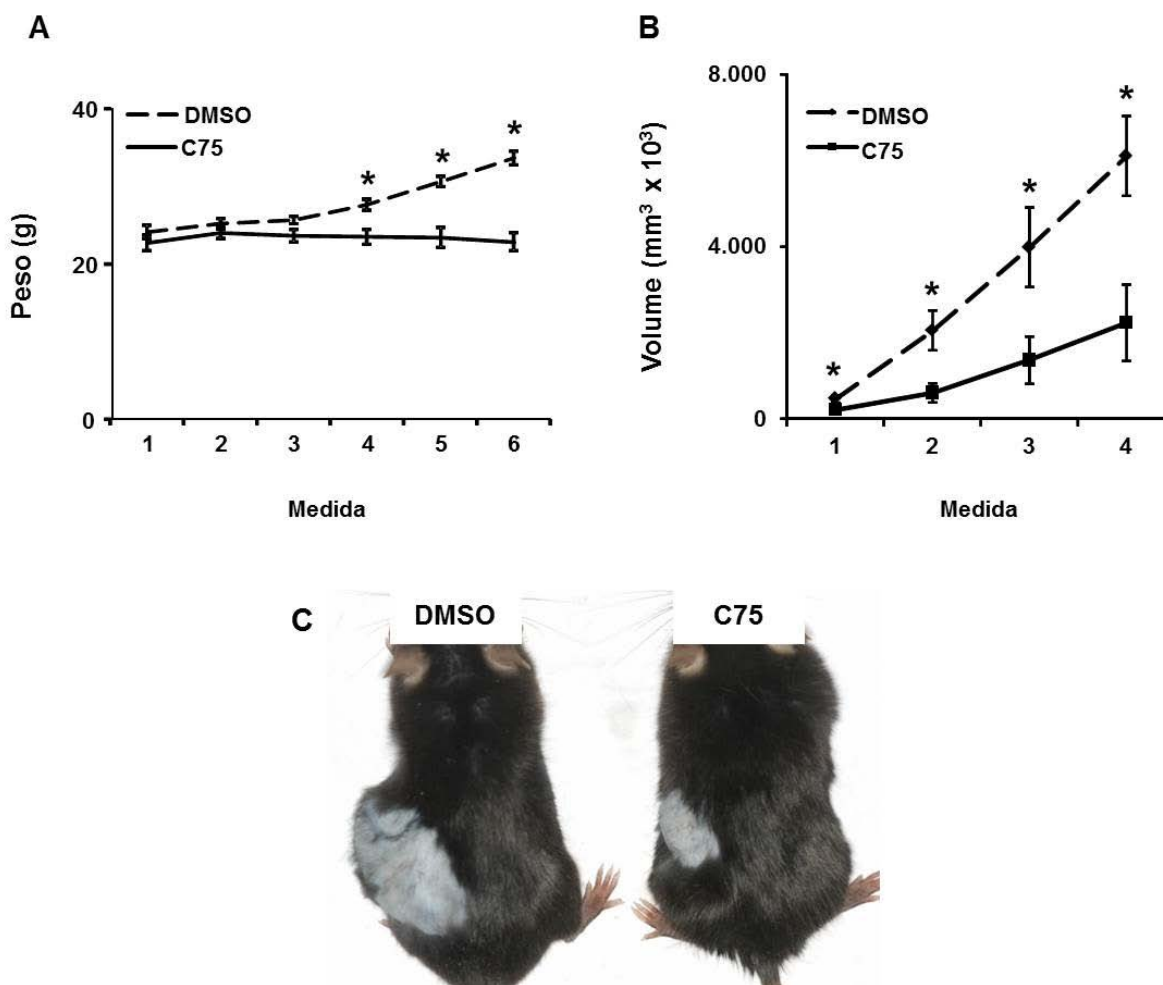 A
40
DMSO
C75
*
*
*
Peso (g)
20
0
1 2 3 4 5 6
Medida
B
8.000
DMSO
C75
*
*
*
*
Volume (mm³ x 10³)
4.000
0
1 2 3 4
Medida
C
DMSO
C75